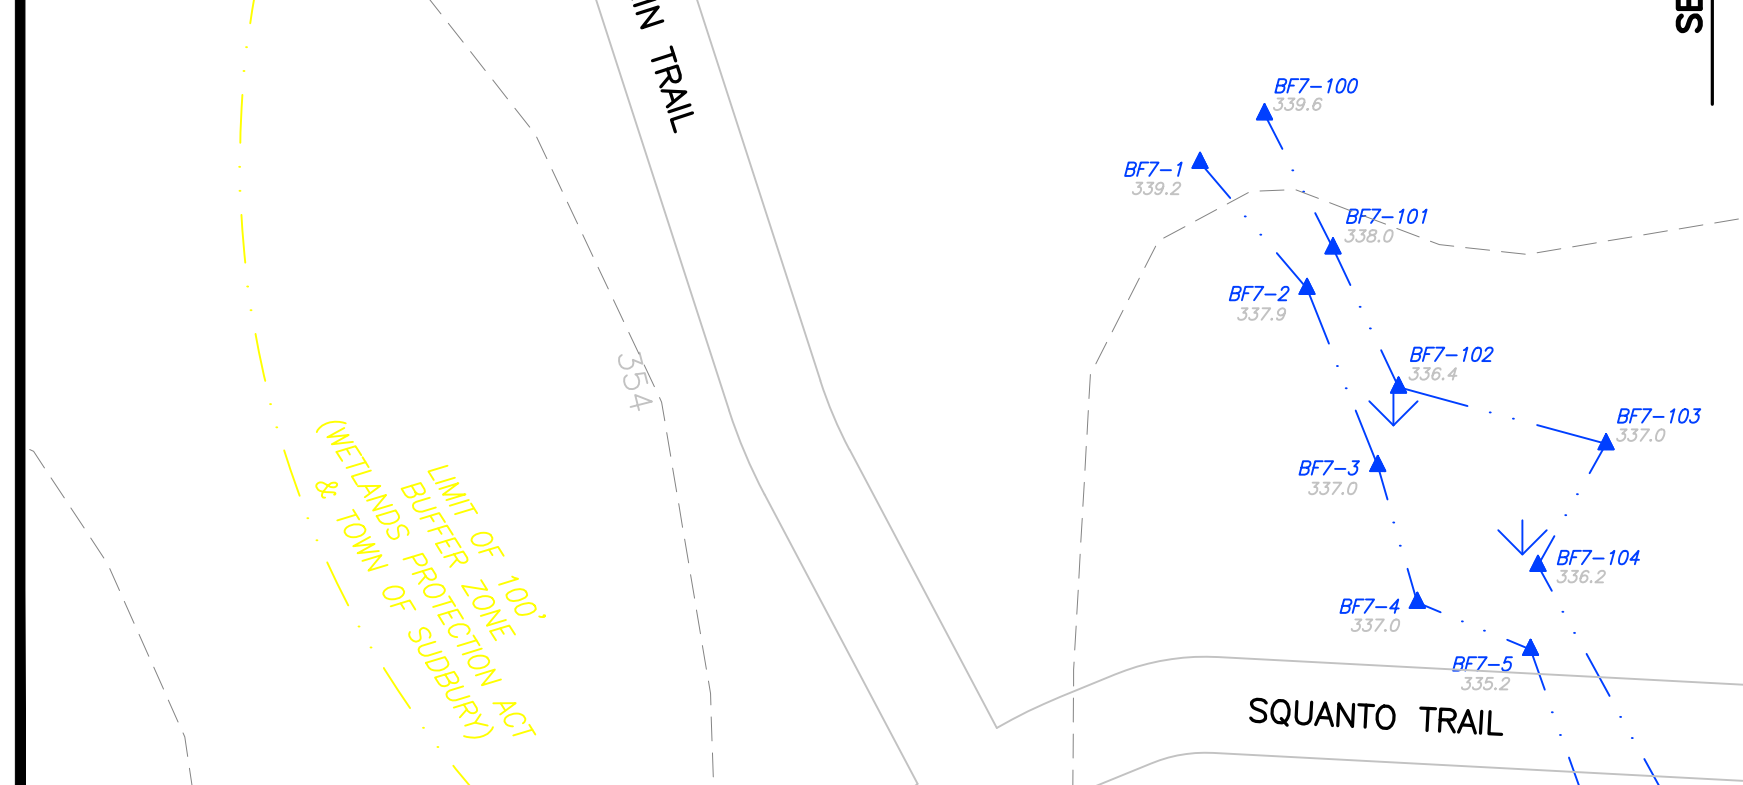 IN TRAIL
SE
BF7-100
339.6
BF7-1
339.2
BF7-101
338.0
BF7-2
337.9
BF7-102
336.4
354
BF7-103
337.0
BF7-3
337.0
LIMIT OF 100'
BUFFER ZONE
(WETLANDS PROTECTION ACT
& TOWN OF SUDBURY)
BF7-104
336.2
BF7-4
337.0
BF7-5
335.2
SQUANTO TRAIL